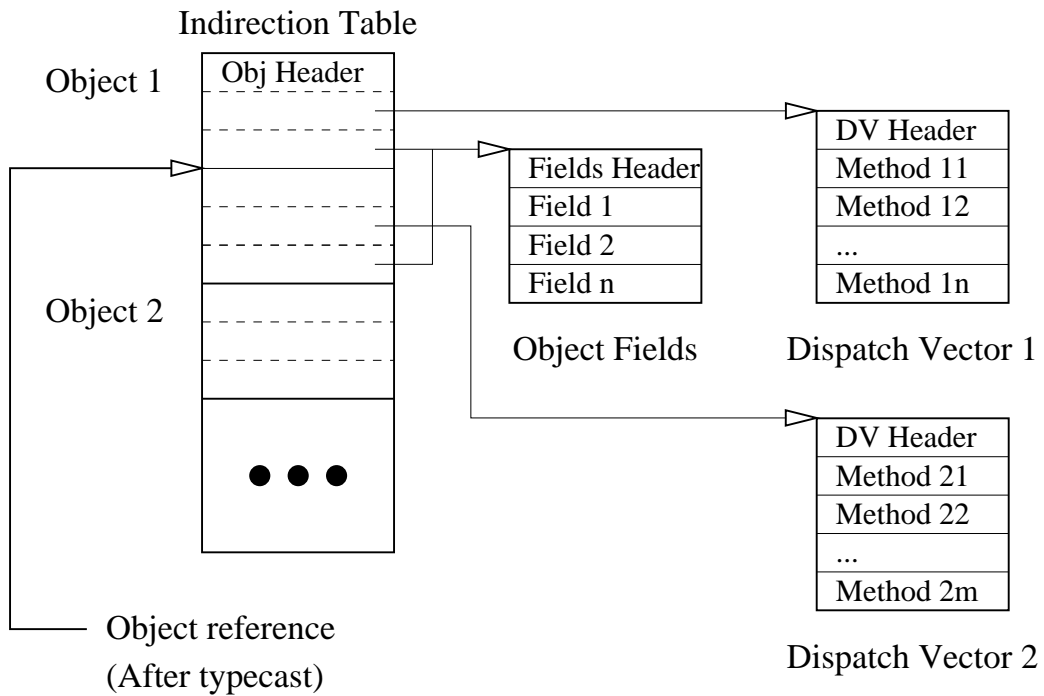 Indirection Table
Object 1
Obj Header
Object 2
Fields Header
Field 1
Field 2
Field n
Object Fields
DV Header
Method 11
Method 12
...
Method 1n
Dispatch Vector 1
DV Header
Method 21
Method 22
...
Method 2m
Dispatch Vector 2
Object reference
(After typecast)